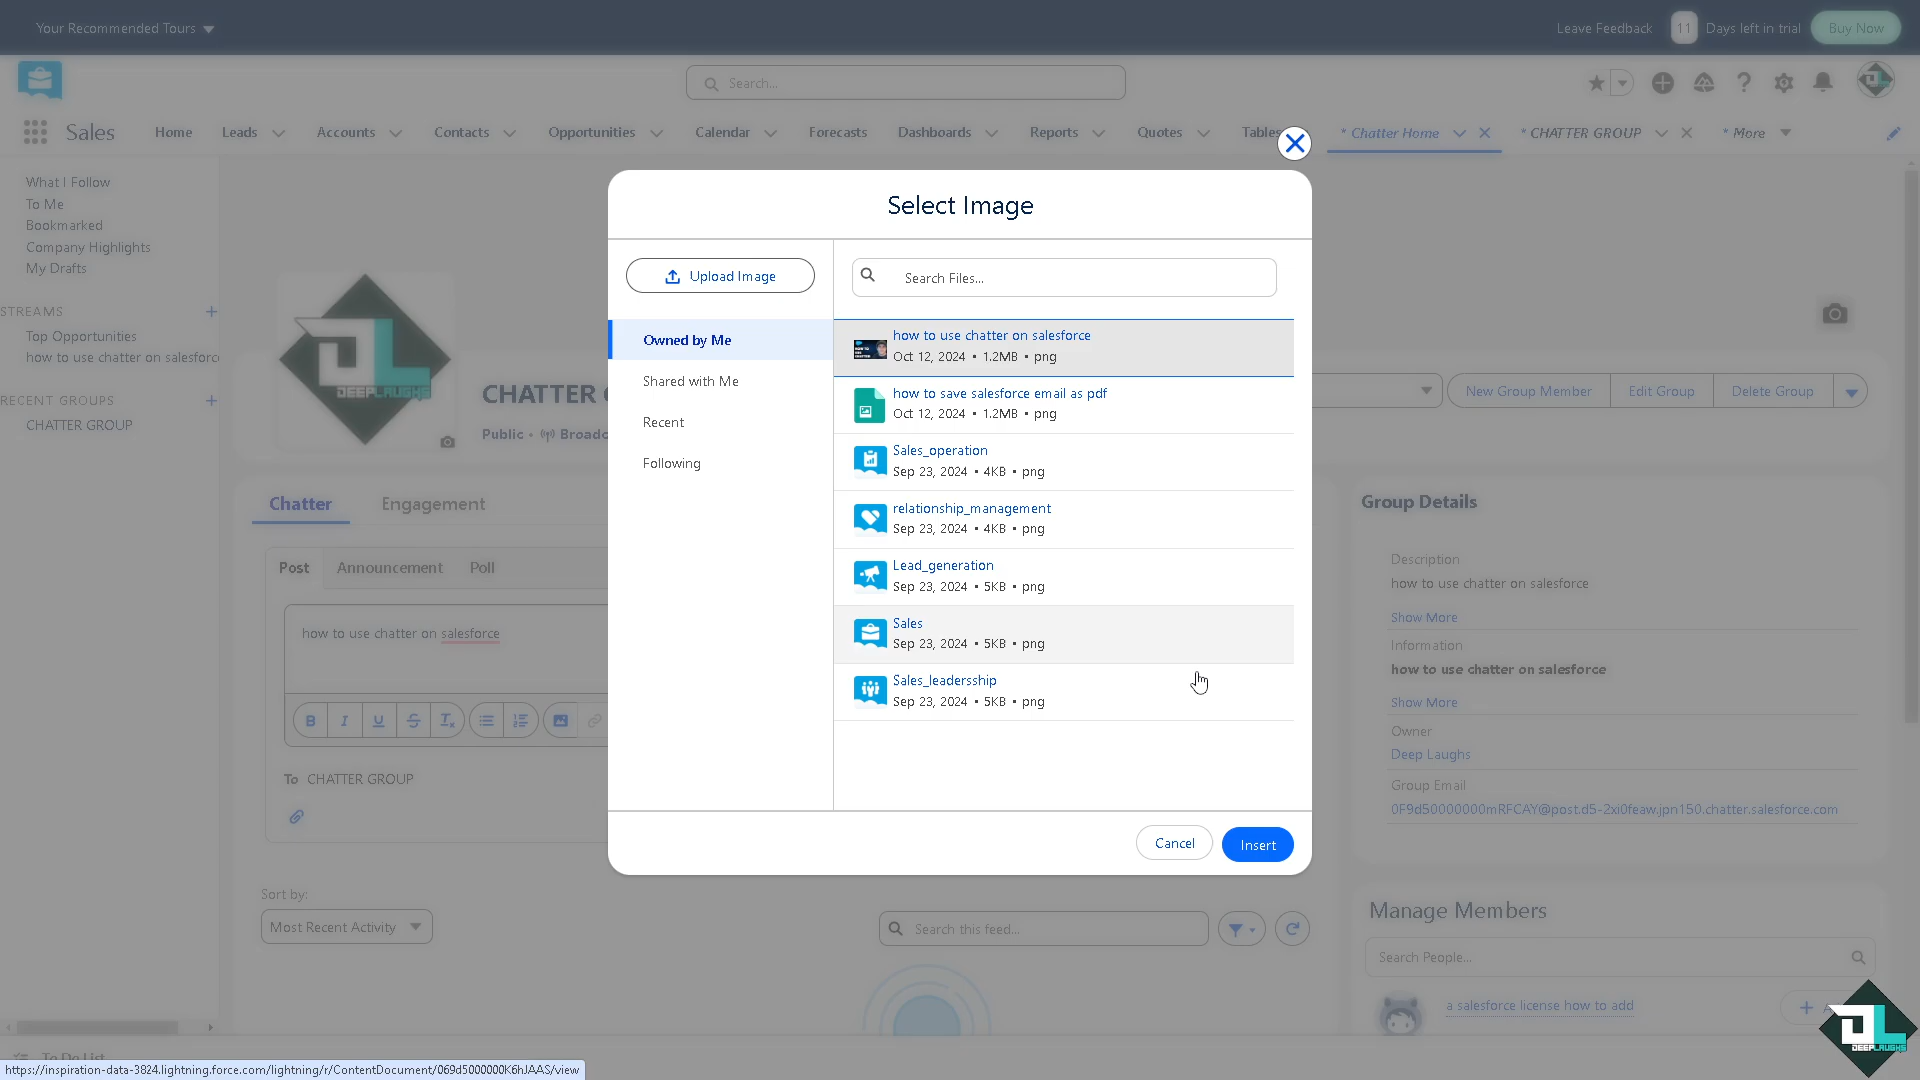 Your Recommended Tours
Leave Feedback
11
Days left in trial
Buy Now
Search...
Sales
Home
Leads
Accounts
Contacts
Opportunities
Calendar
Forecasts
Dashboards
Reports
Quotes
Tables
* Chatter Home
* CHATTER GROUP
* More
What I Follow
To Me
Bookmarked
Company Highlights
My Drafts
STREAMS
Top Opportunities
how to use chatter on salesforce
RECENT GROUPS
CHATTER GROUP
DEEPLAUGHS
CHATTER G
Public •
Broadc
New Group Member
Edit Group
Delete Group
Chatter
Engagement
Post
Announcement
Poll
how to use chatter on salesforce
B I U S Tx
To CHATTER GROUP
Sort by:
Most Recent Activity
Search this feed...
Select Image
Upload Image
Search Files...
Owned by Me
Shared with Me
Recent
Following
how to use chatter on salesforce
Oct 12, 2024 • 1.2MB • png
how to save salesforce email as pdf
Oct 12, 2024 • 1.2MB • png
Sales_operation
Sep 23, 2024 • 4KB • png
relationship_management
Sep 23, 2024 • 4KB • png
Lead_generation
Sep 23, 2024 • 5KB • png
Sales
Sep 23, 2024 • 5KB • png
Sales_leadersship
Sep 23, 2024 • 5KB • png
Cancel
Insert
Group Details
Description
how to use chatter on salesforce
Show More
Information
how to use chatter on salesforce
Show More
Owner
Deep Laughs
Group Email
0F9d50000000mRFCAY@post.d5-2xi0feaw.jpn150.chatter.salesforce.com
Manage Members
Search People...
a salesforce license how to add
DEEPLAUGHS
To Do List
https://inspiration-data-3824.lightning.force.com/lightning/r/ContentDocument/069d5000000K6hJAAS/view